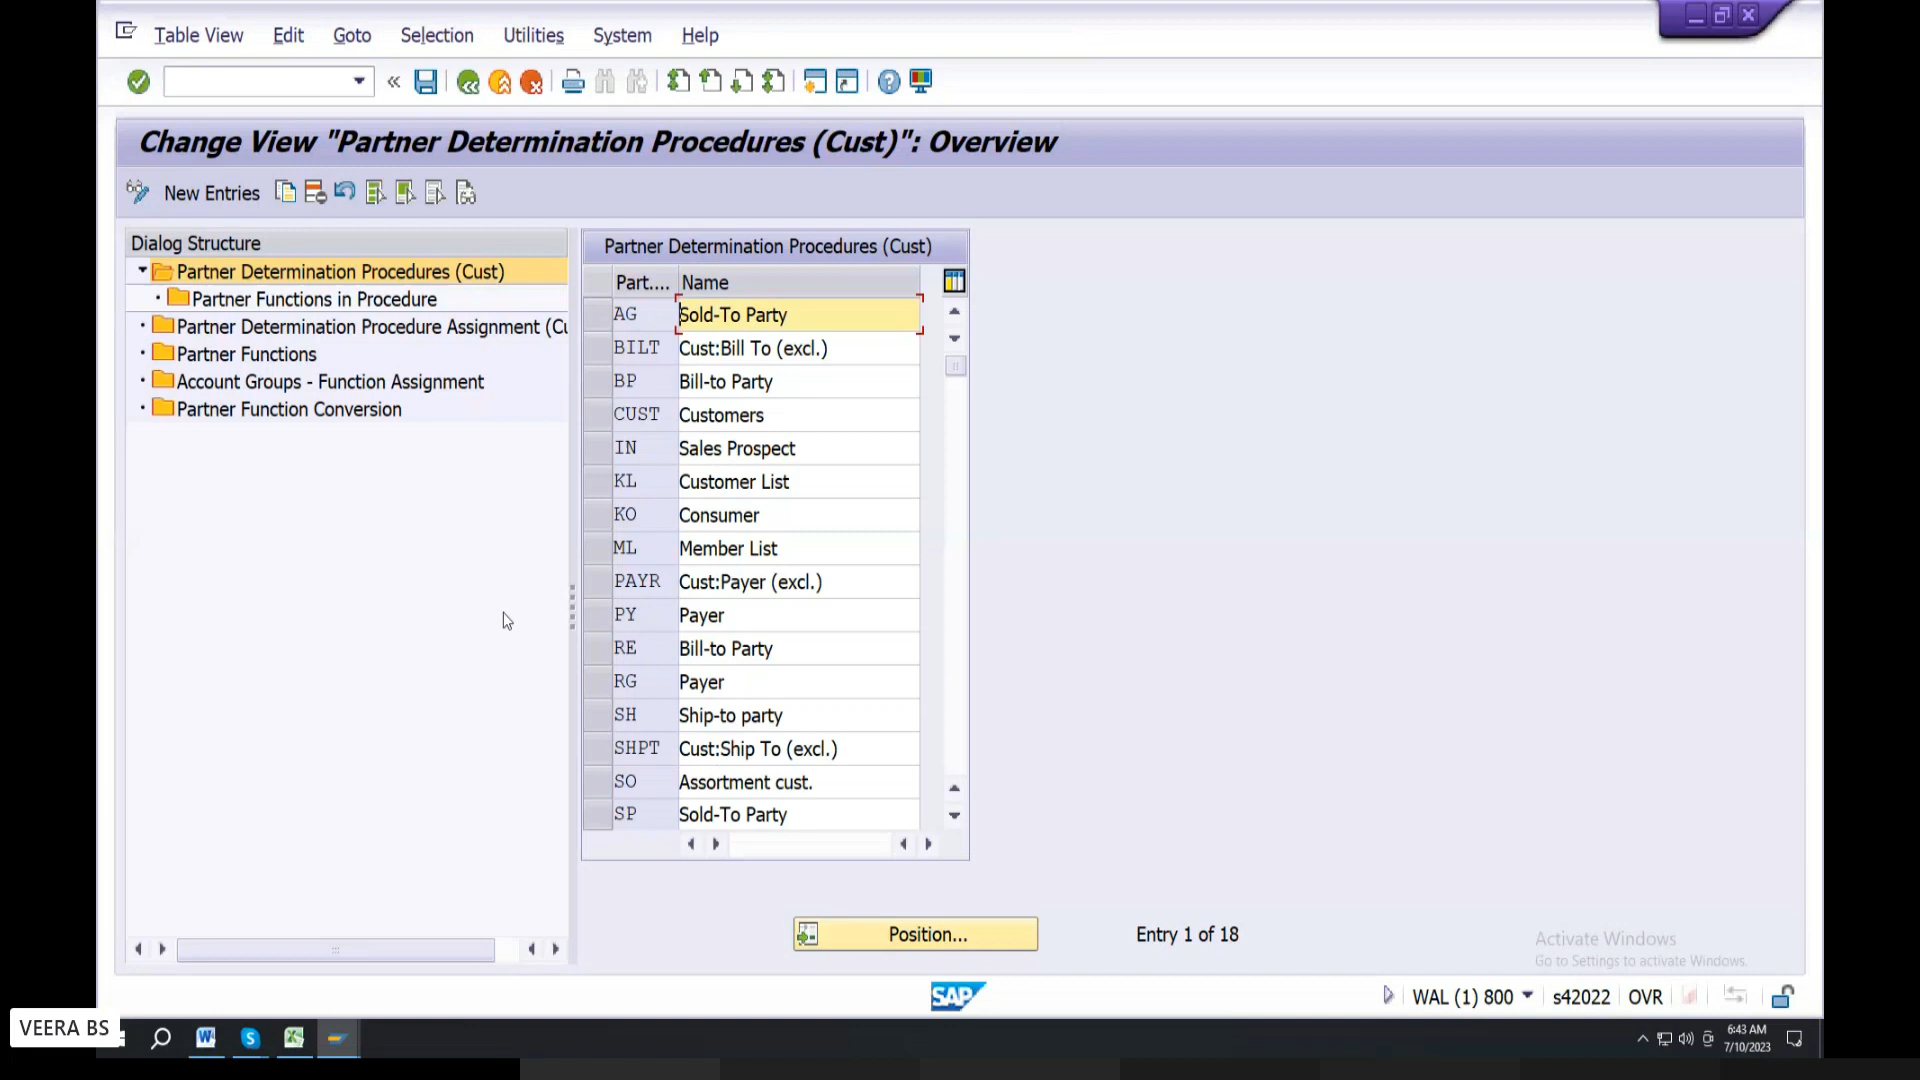 Table View Edit Goto Selection Utilities System Help
Change View "Partner Determination Procedures (Cust)": Overview
New Entries
Dialog Structure
Partner Determination Procedures (Cust)
Partner Functions in Procedure
Partner Determination Procedure Assignment (Cu
Partner Functions
Account Groups - Function Assignment
Partner Function Conversion
Partner Determination Procedures (Cust)
Part.... Name
AG Sold-To Party
BILT Cust:Bill To (excl.)
BP Bill-to Party
CUST Customers
IN Sales Prospect
KL Customer List
KO Consumer
ML Member List
PAYR Cust:Payer (excl.)
PY Payer
RE Bill-to Party
RG Payer
SH Ship-to party
SHPT Cust:Ship To (excl.)
SO Assortment cust.
SP Sold-To Party
Position... Entry 1 of 18
Activate Windows
Go to Settings to activate Windows.
SAP WAL (1) 800 s42022 OVR
VEERA BS
6:43 AM
7/10/2023